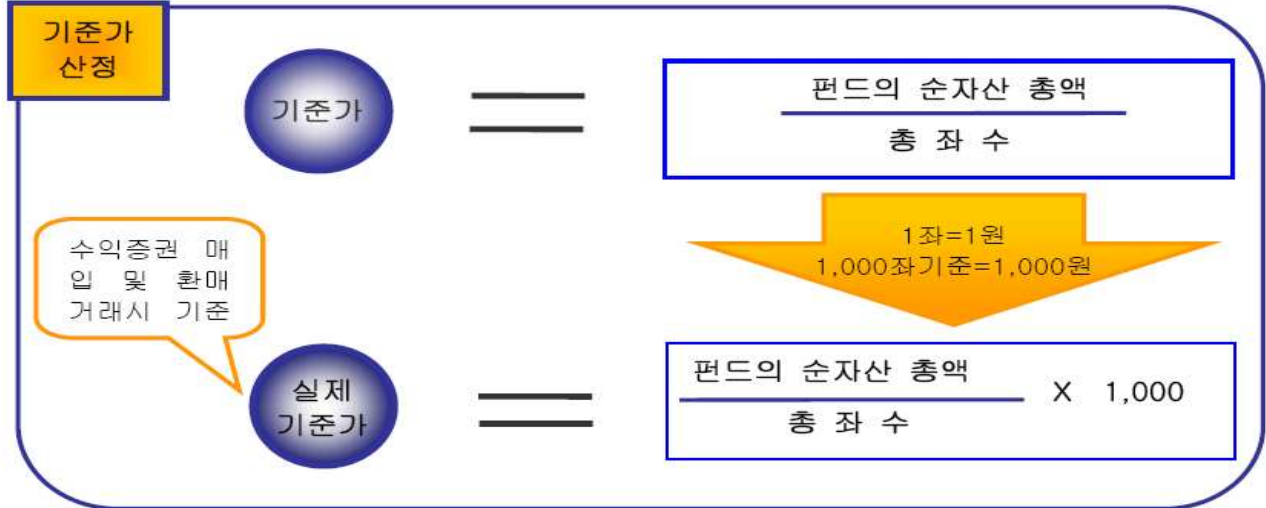 기준가
산정
기준가
펀드의 순자산 총액
총 좌 수
1좌=1원
1,000좌기준=1,000원
수익증권 매
입 및 환매
거래시 기준
실제
기준가
펀드의 순자산 총액
총 좌 수
X 1,000